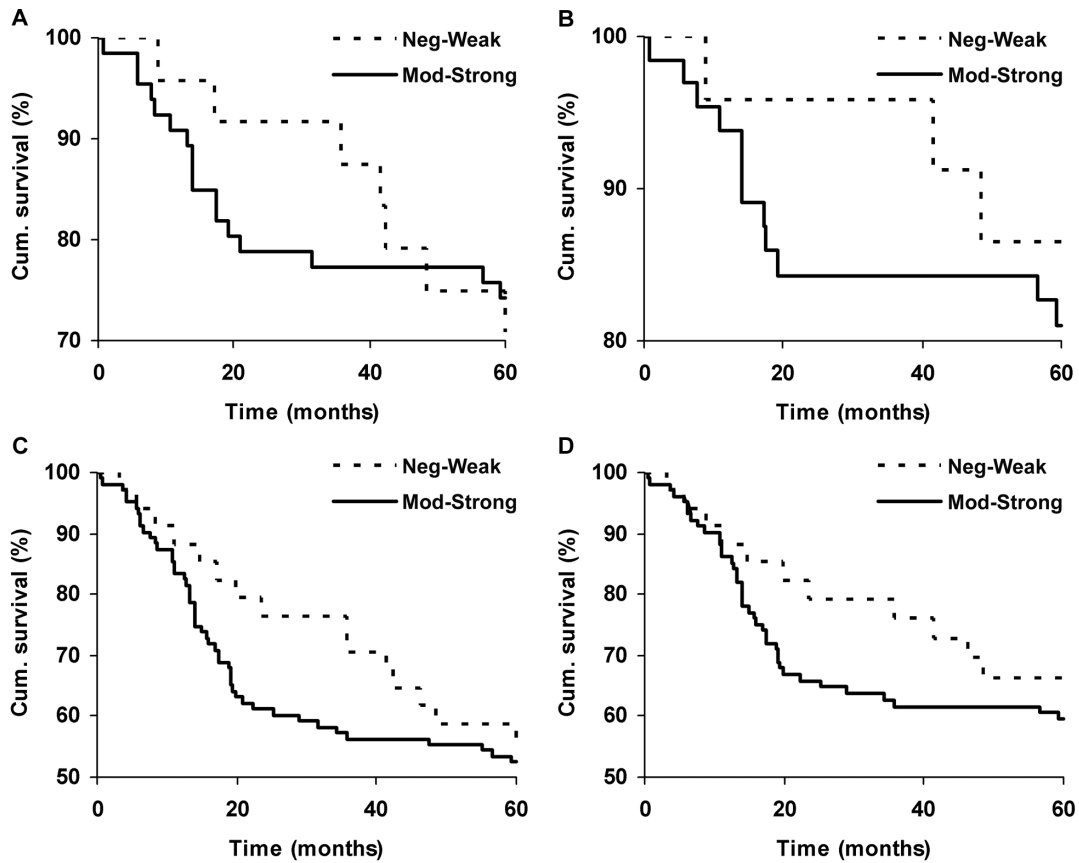 A
Cum. survival (%)
100
90
80
70
0 20 40 60
Time (months)
Neg-Weak
Mod-Strong
B
Cum. survival (%)
100
90
80
0 20 40 60
Time (months)
Neg-Weak
Mod-Strong
C
Cum. survival (%)
100
90
80
70
60
50
0 20 40 60
Time (months)
Neg-Weak
Mod-Strong
D
Cum. survival (%)
100
90
80
70
60
50
0 20 40 60
Time (months)
Neg-Weak
Mod-Strong